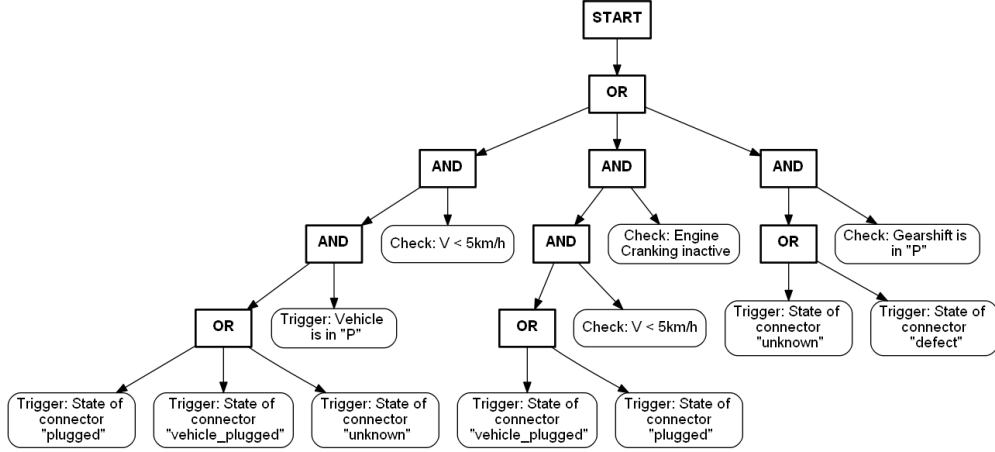 START
OR
AND
AND
AND
AND
Check: V < 5km/h
AND
Check: Engine
Cranking inactive
OR
Check: Gearshift is
in "P"
OR
Trigger: Vehicle
is in "P"
OR
Check: V < 5km/h
Trigger: State of
connector
"unknown"
Trigger: State of
connector
"defect"
Trigger: State of
connector
"plugged"
Trigger: State of
connector
"vehicle_plugged"
Trigger: State of
connector
"unknown"
Trigger: State of
connector
"vehicle_plugged"
Trigger: State of
connector
"plugged"